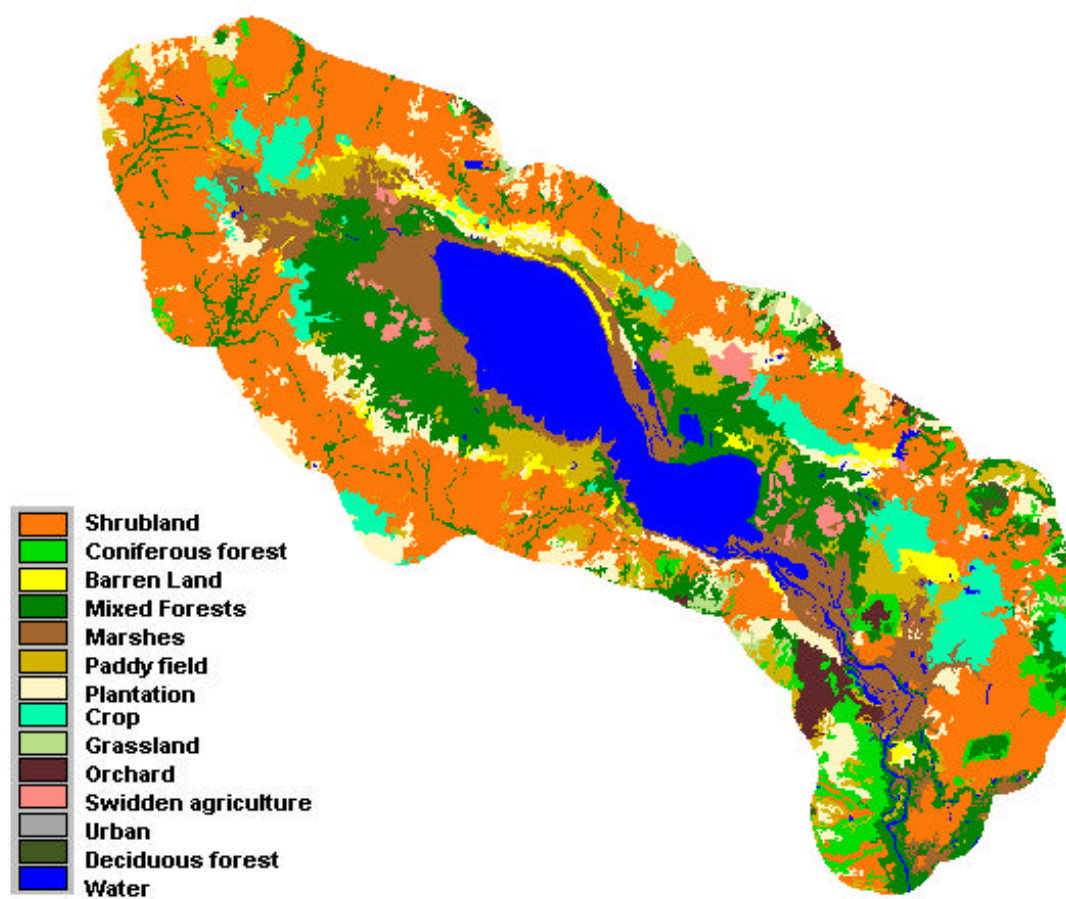 Shrubland
Coniferous forest
Barren Land
Mixed Forests
Marshes
Paddy field
Plantation
Crop
Grassland
Orchard
Swidden agriculture
Urban
Deciduous forest
Water